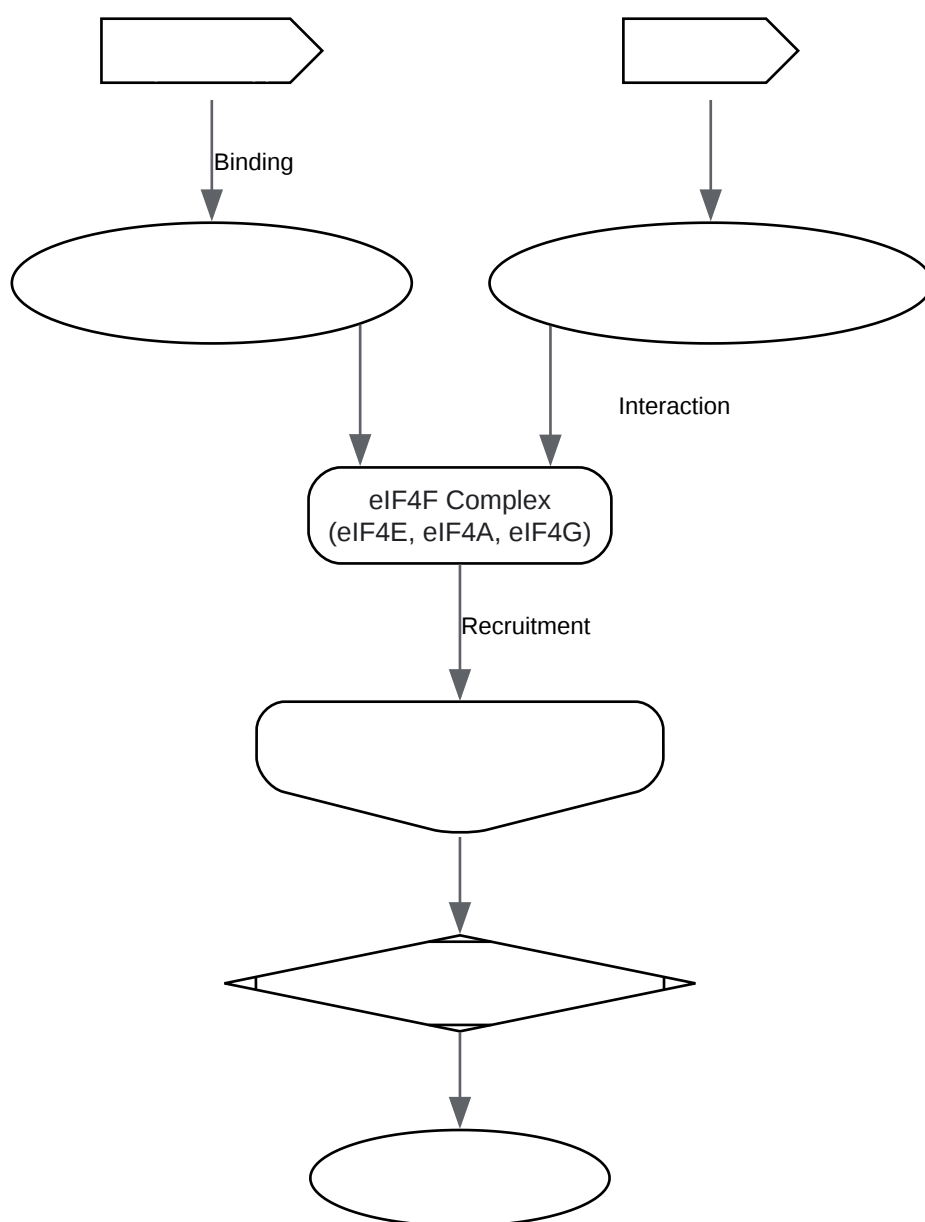 Binding
Interaction
eIF4F Complex
(eIF4E, eIF4A, eIF4G)
Recruitment